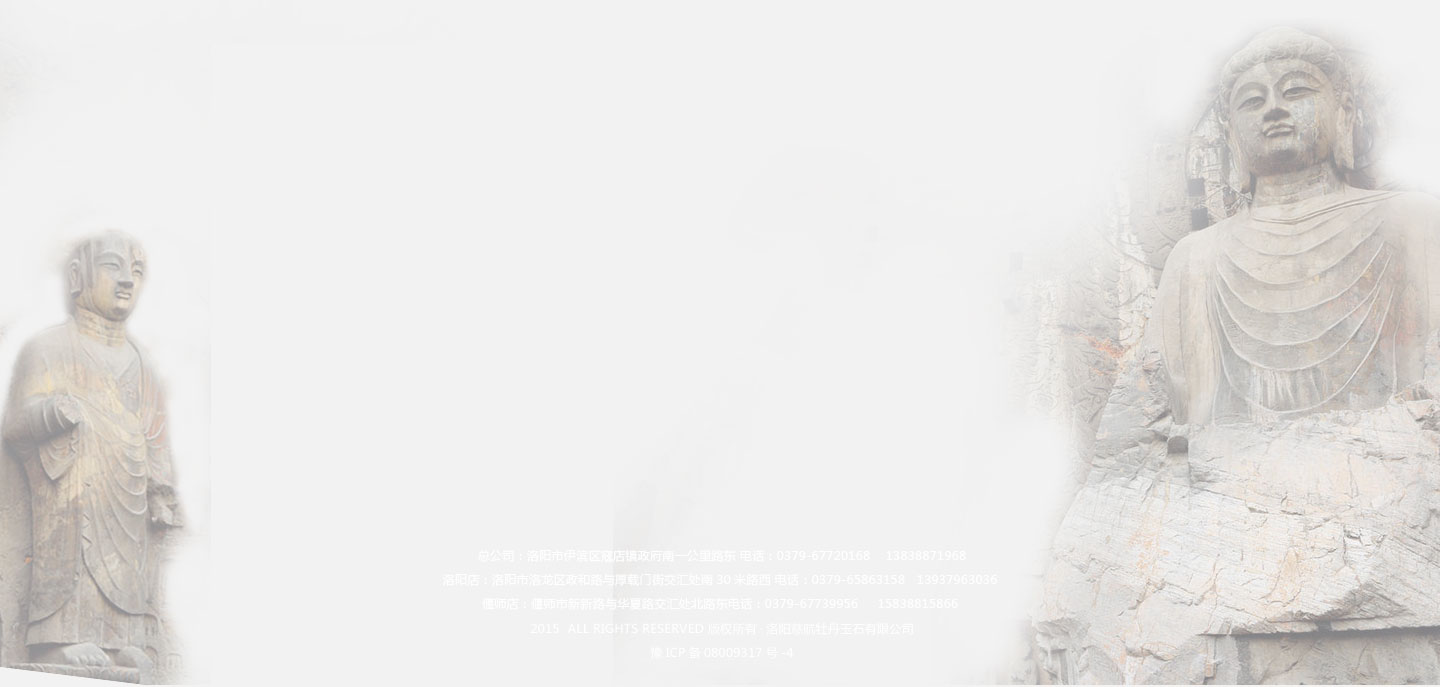 总公司：洛阳市伊滨区寇店镇政府南一公里路东 电话：0379-67720168 13838871968
洛阳店：洛阳市洛龙区政和路与厚载门街交汇处南 30 米路西 电话：0379-65863158 13937963036
偃师店：偃师市新新路与华夏路交汇处北路东电话：0379-67739956 15838815866
2015 ALL RIGHTS RESERVED 版权所有：洛阳慈凯牡丹玉石有限公司
豫 ICP 备 08009317 号 -4